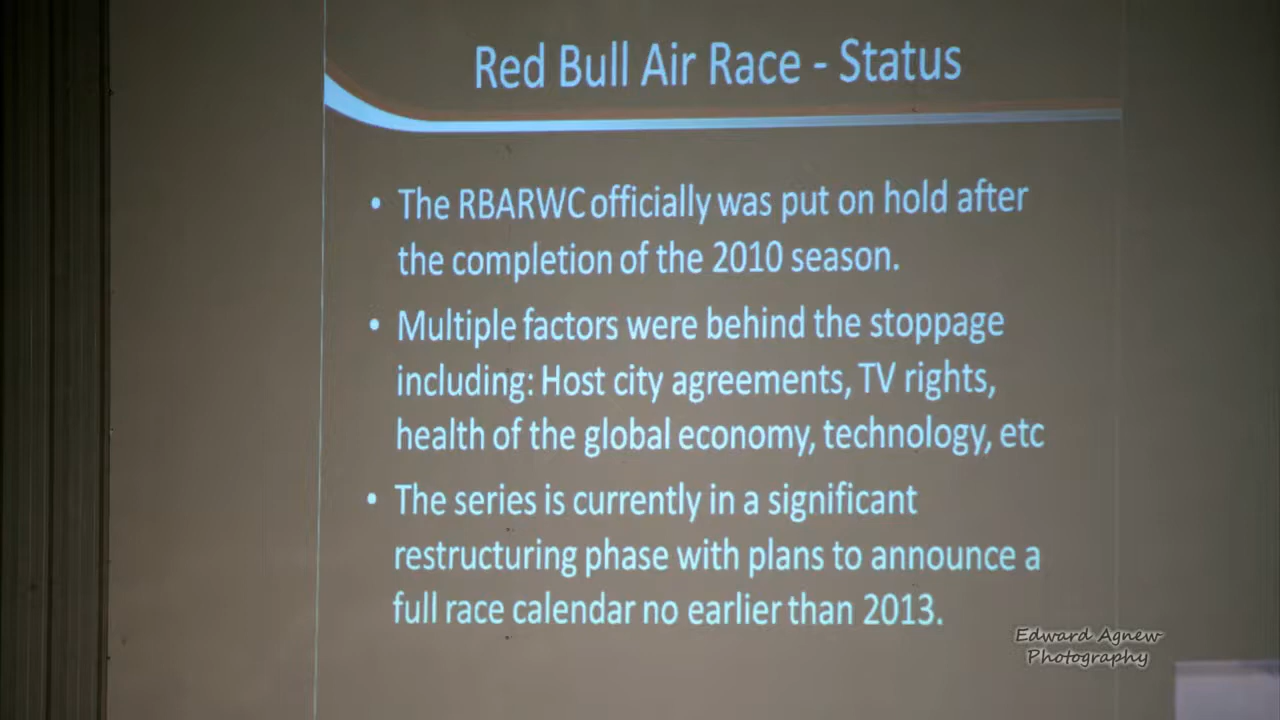 Red Bull Air Race - Status
• The RBARWC officially was put on hold after
the completion of the 2010 season.
• Multiple factors were behind the stoppage
including: Host city agreements, TV rights,
health of the global economy, technology, etc
• The series is currently in a significant
restructuring phase with plans to announce a
full race calendar no earlier than 2013.
Edward Agnew
Photography